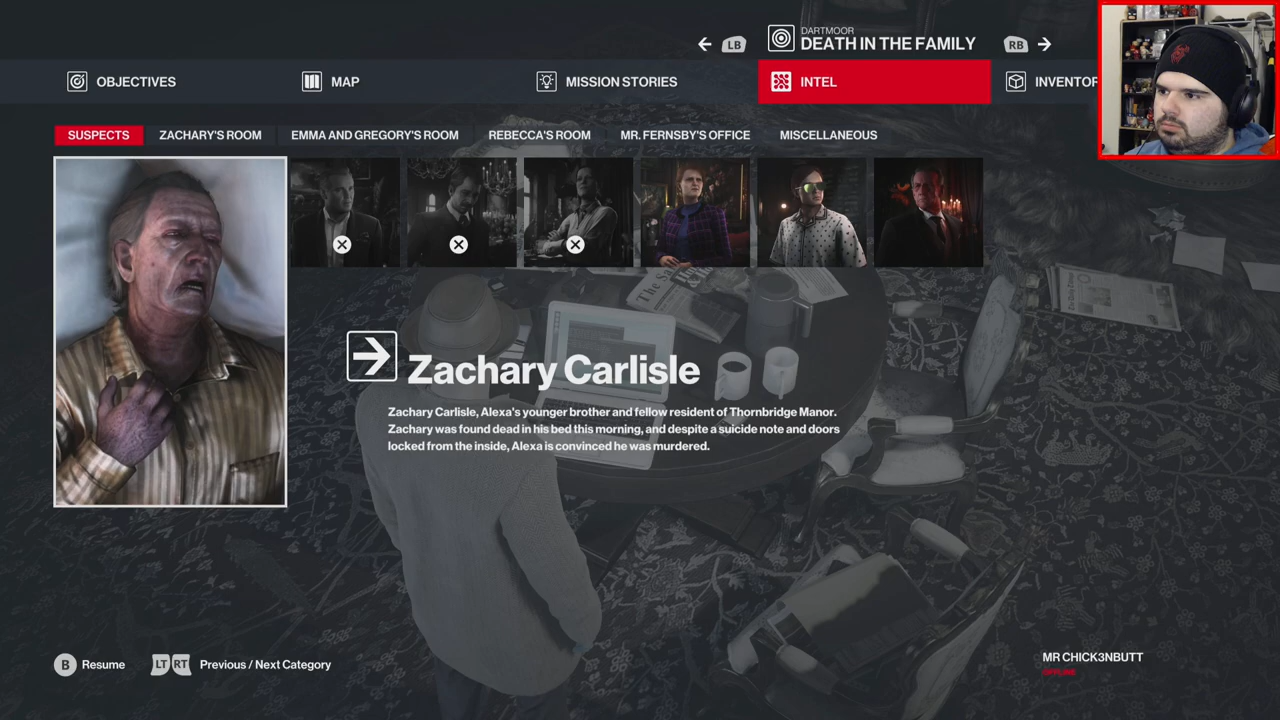 LB
DARTMOOR
DEATH IN THE FAMILY
RB
OBJECTIVES
MAP
MISSION STORIES
INTEL
INVENTOR
SUSPECTS
ZACHARY'S ROOM
EMMA AND GREGORY'S ROOM
REBECCA'S ROOM
MR. FERNSBY'S OFFICE
MISCELLANEOUS
Zachary Carlisle
Zachary Carlisle, Alexa's younger brother and fellow resident of Thornbridge Manor.
Zachary was found dead in his bed this morning, and despite a suicide note and doors
locked from the inside, Alexa is convinced he was murdered.
B Resume
LT RT Previous / Next Category
MR CHICK3NBUTT
OFFLINE